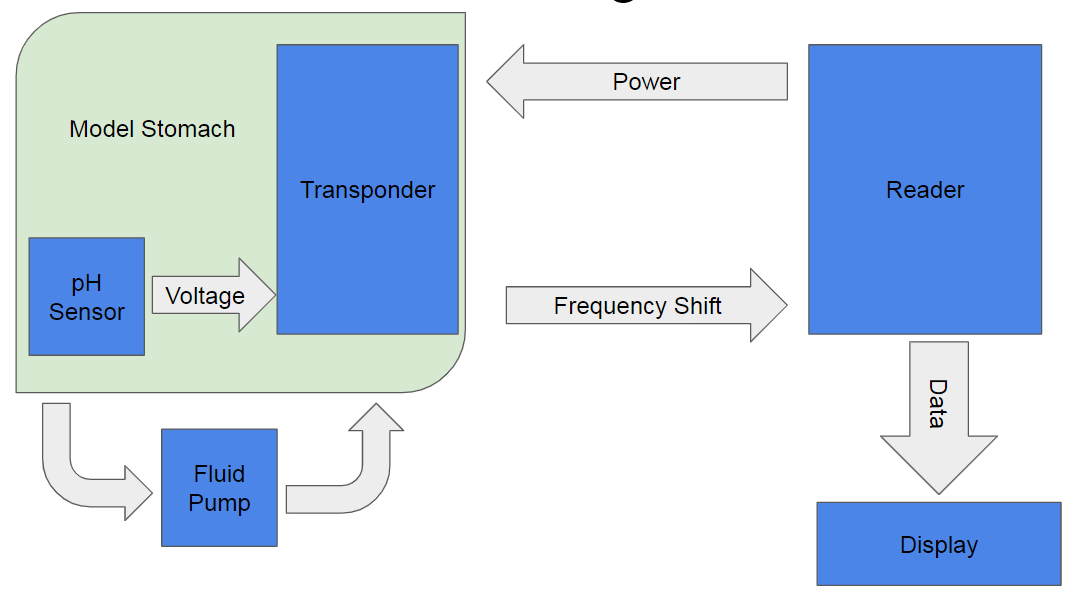 Power
Model Stomach
Transponder
Reader
pH
Sensor
Voltage
Frequency Shift
Data
Fluid
Pump
Display